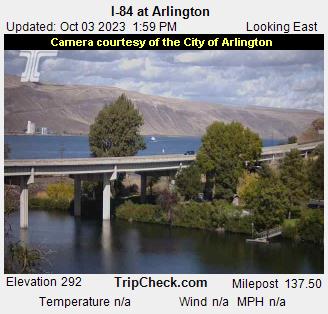 I-84 at Arlington
Updated: Oct 03 2023 1:59 PM Looking East
Camera courtesy of the City of Arlington
Elevation 292 TripCheck.com Milepost 137.50
Temperature n/a Wind n/a MPH n/a